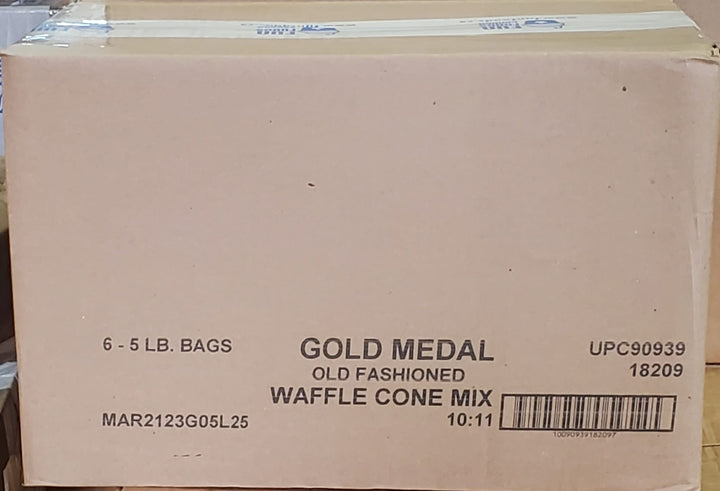 6 - 5 LB. BAGS
GOLD MEDAL
OLD FASHIONED
WAFFLE CONE MIX
UPC90939
18209
MAR2123G05L25
10:11
10090939182097